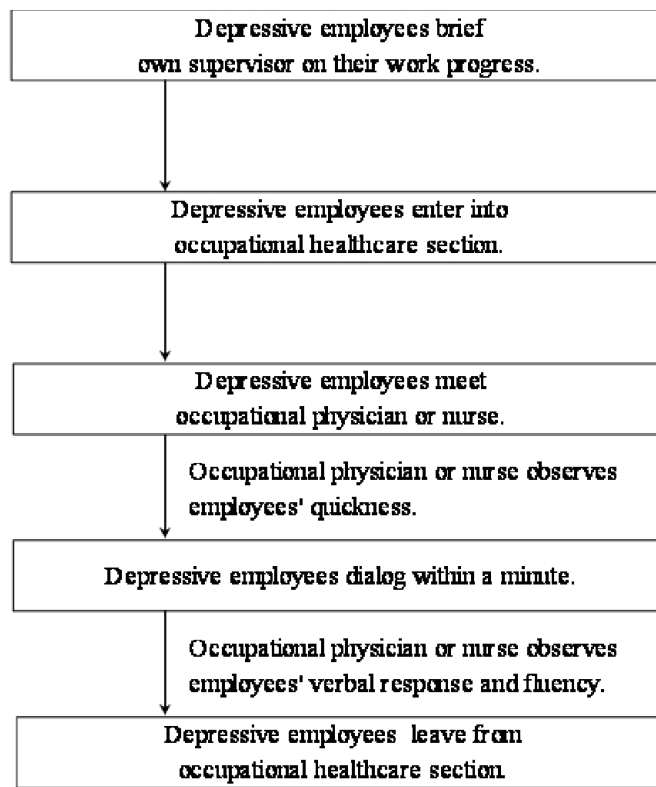 Depressive employees brief
own supervisor on their work progress.
Depressive employees enter into
occupational healthcare section.
Depressive employees meet
occupational physician or nurse.
Occupational physician or nurse observes
employees' quickness.
Depressive employees dialog within a minute.
Occupational physician or nurse observes
employees' verbal response and fluency.
Depressive employees leave from
occupational healthcare section.